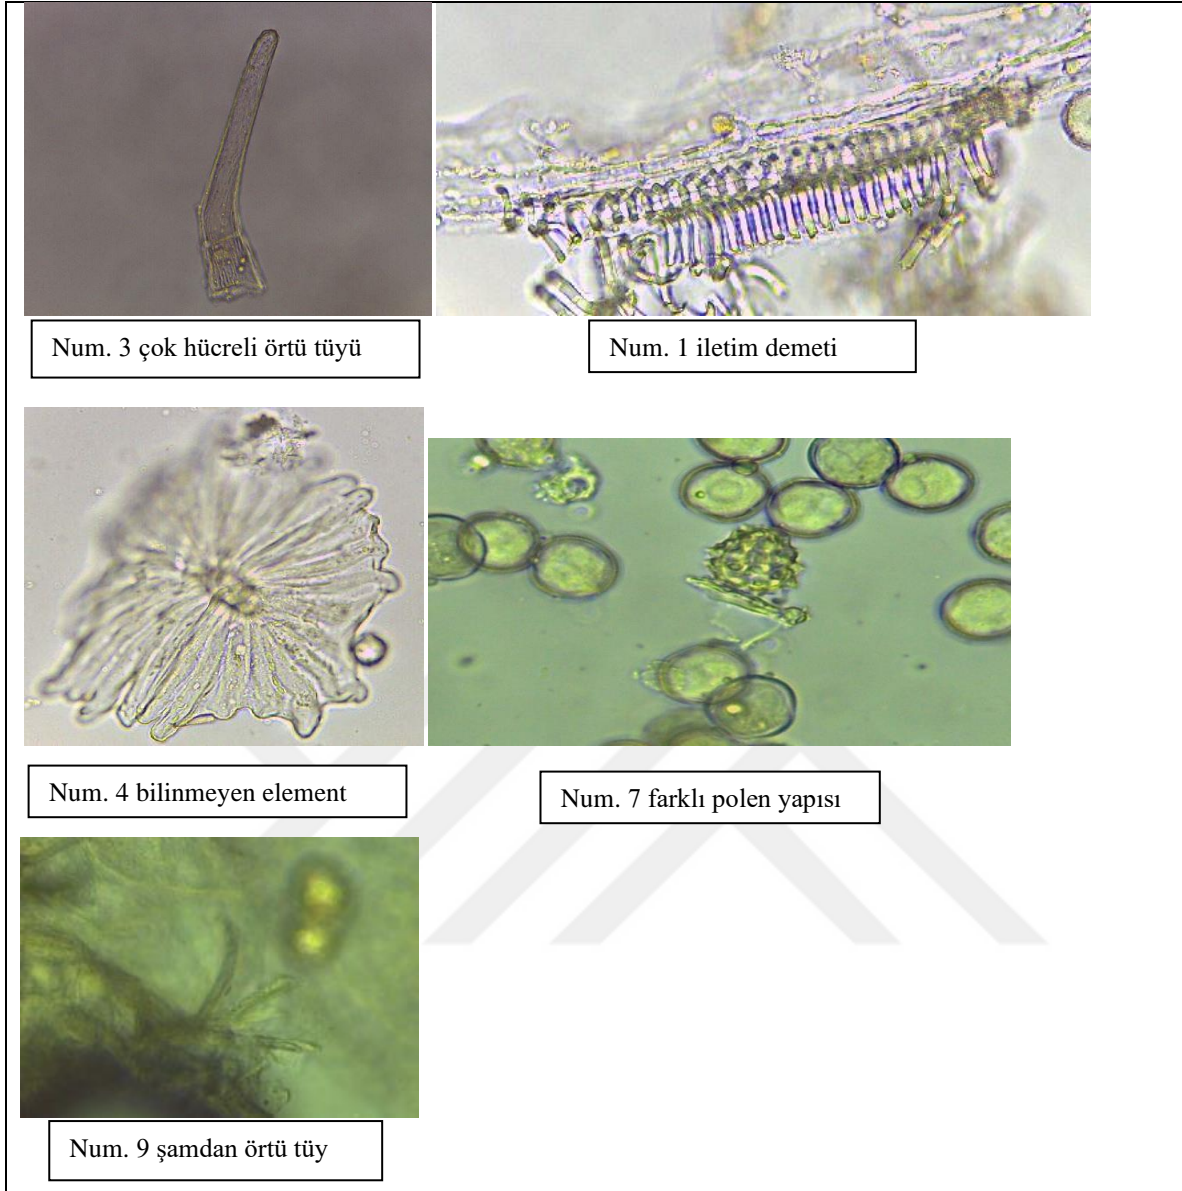 Num. 3 çok hücreli örtü tüyü
Num. 1 iletim demeti
Num. 4 bilinmeyen element
Num. 7 farklı polen yapısı
Num. 9 şamdan örtü tüy